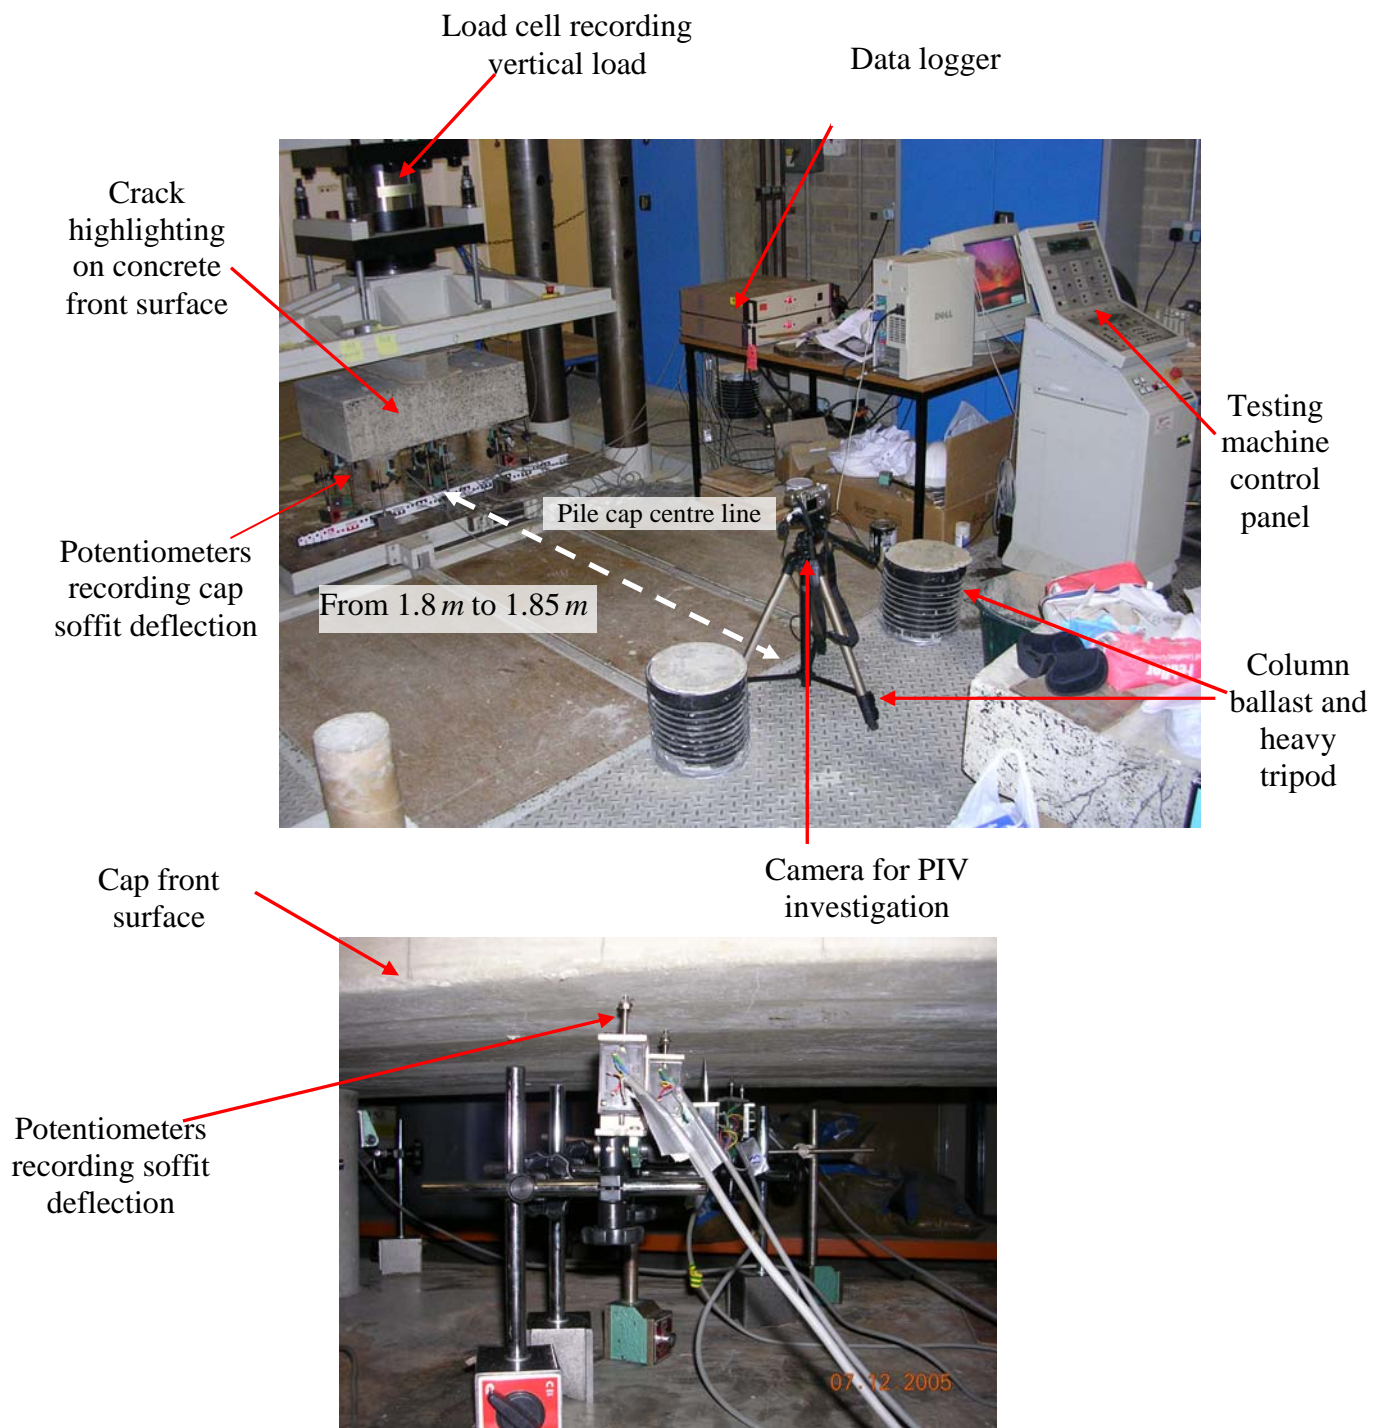 Load cell recording
vertical load
Data logger
Crack
highlighting
on concrete
front surface
DELL
Testing
machine
control
panel
Pile cap centre line
Potentiometers
recording cap
soffit deflection
From 1.8 m to 1.85 m
Column
ballast and
heavy
tripod
Camera for PIV
investigation
Cap front
surface
Potentiometers
recording soffit
deflection
07.12.2005